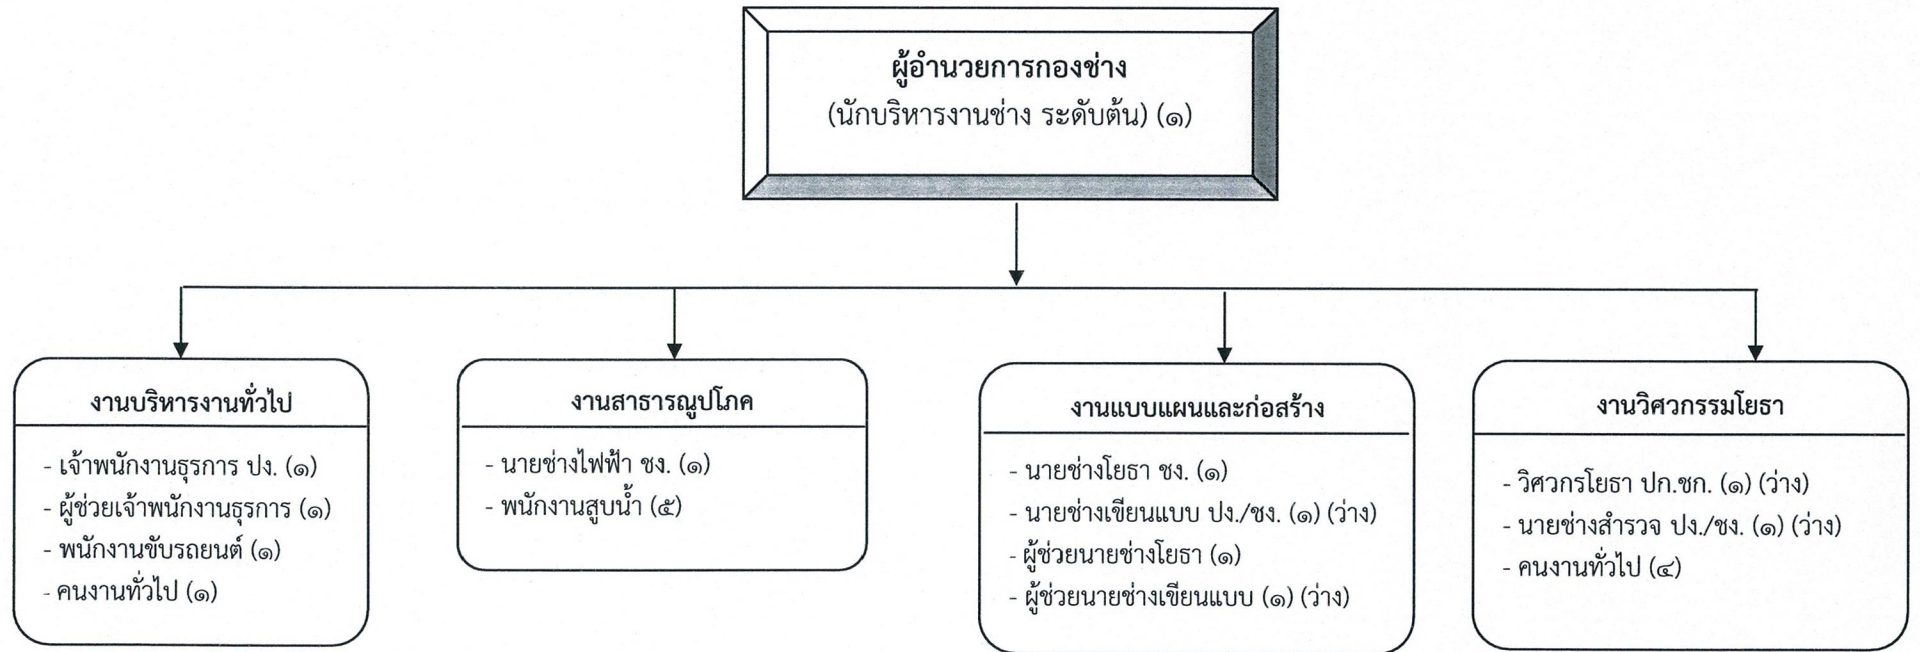 ผู้อำนวยการกองช่าง
(นักบริหารงานช่าง ระดับต้น) (๑)
งานบริหารงานทั่วไป
- เจ้าพนักงานธุรการ ปง. (๑)
- ผู้ช่วยเจ้าพนักงานธุรการ (๑)
- พนักงานขับรถยนต์ (๑)
- คนงานทั่วไป (๑)
งานสาธารณูปโภค
- นายช่างไฟฟ้า ชง. (๑)
- พนักงานสูบน้ำ (๕)
งานแบบแผนและก่อสร้าง
- นายช่างโยธา ชง. (๑)
- นายช่างเขียนแบบ ปง./ชง. (๑) (ว่าง)
- ผู้ช่วยนายช่างโยธา (๑)
- ผู้ช่วยนายช่างเขียนแบบ (๑) (ว่าง)
งานวิศวกรรมโยธา
- วิศวกรโยธา ปก.ชก. (๑) (ว่าง)
- นายช่างสำรวจ ปง./ชง. (๑) (ว่าง)
- คนงานทั่วไป (๔)